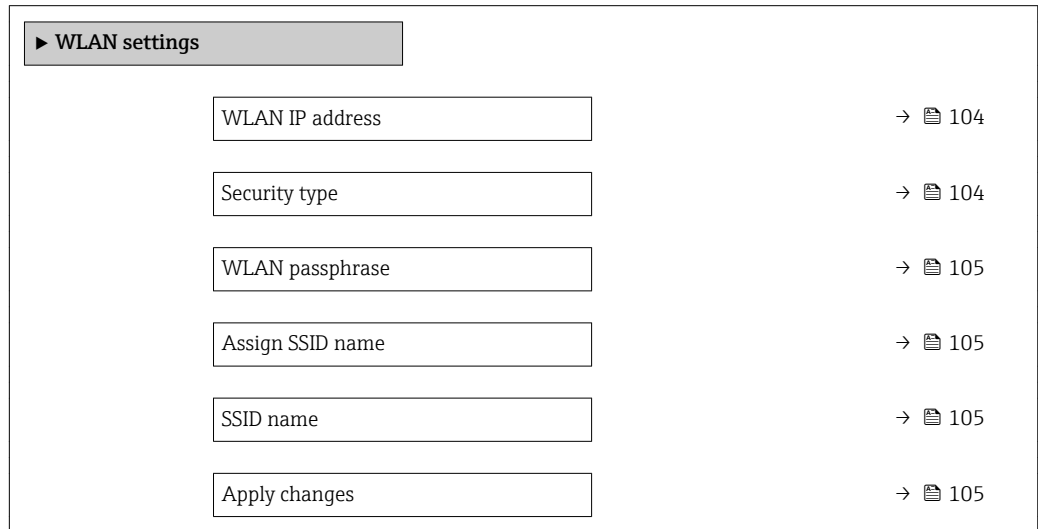 ▶ WLAN settings
WLAN IP address → 104
Security type → 104
WLAN passphrase → 105
Assign SSID name → 105
SSID name → 105
Apply changes → 105